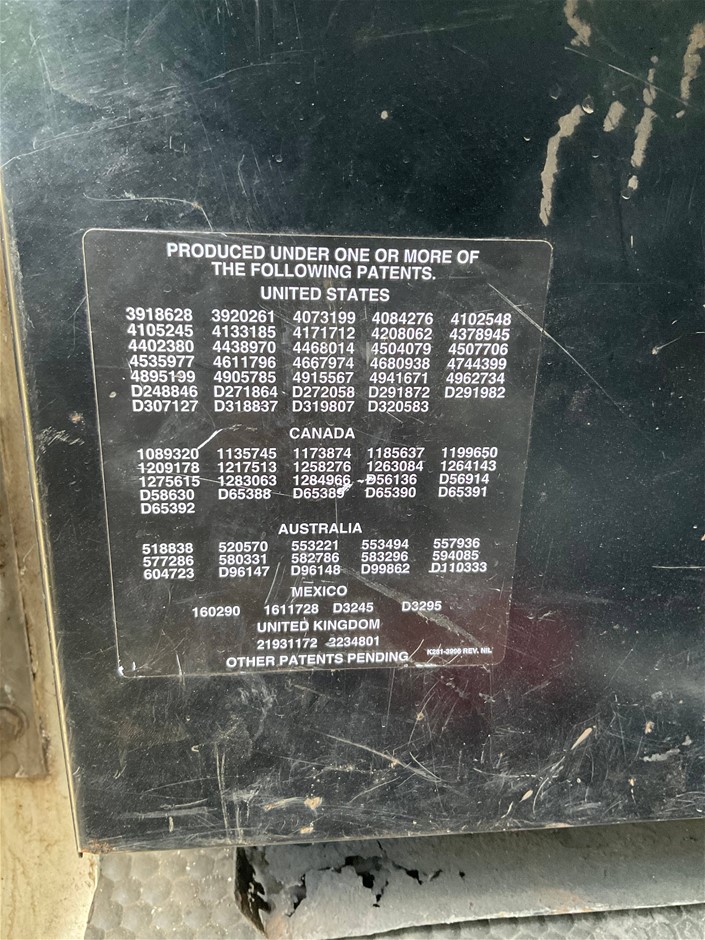 PRODUCED UNDER ONE OR MORE OF
THE FOLLOWING PATENTS.
UNITED STATES
3918628 3920261 4073199 4084276 4102548
4105245 4133185 4171712 4208062 4378945
4402380 4438970 4468014 4504079 4507706
4535977 4611796 4667974 4680938 4744399
4895199 4905785 4915567 4941671 4962734
D248846 D271864 D272058 D291872 D291982
D307127 D318837 D319807 D320583
CANADA
1089320 1135745 1173874 1185637 1199650
1209178 1217513 1258276 1263084 1264143
1275615 1283063 1284966 D56136 D56914
D58630 D65388 D65389 D65390 D65391
D65392
AUSTRALIA
518838 520570 553221 553494 557936
577286 580331 582786 583296 594085
604723 D96147 D96148 D99862 D110333
MEXICO
160290 1611728 D3245 D3295
UNITED KINGDOM
21931172 2234801
OTHER PATENTS PENDING
REV. NIL